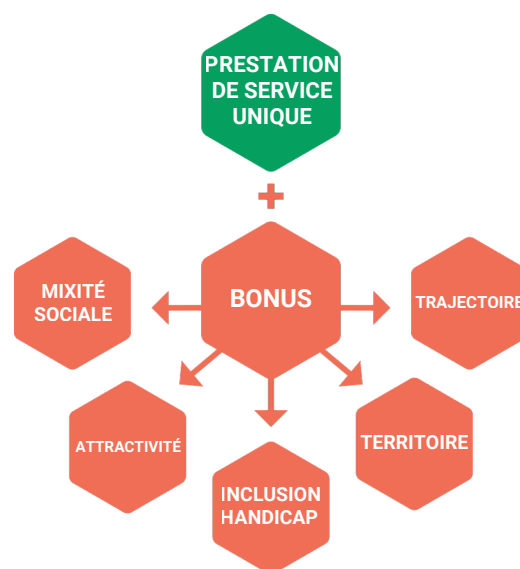 PRESTATION
DE SERVICE
UNIQUE
+
BONUS
MIXITÉ
SOCIALE
TRAJECTOIRE
ATTRACTIVITÉ
TERRITOIRE
INCLUSION
HANDICAP